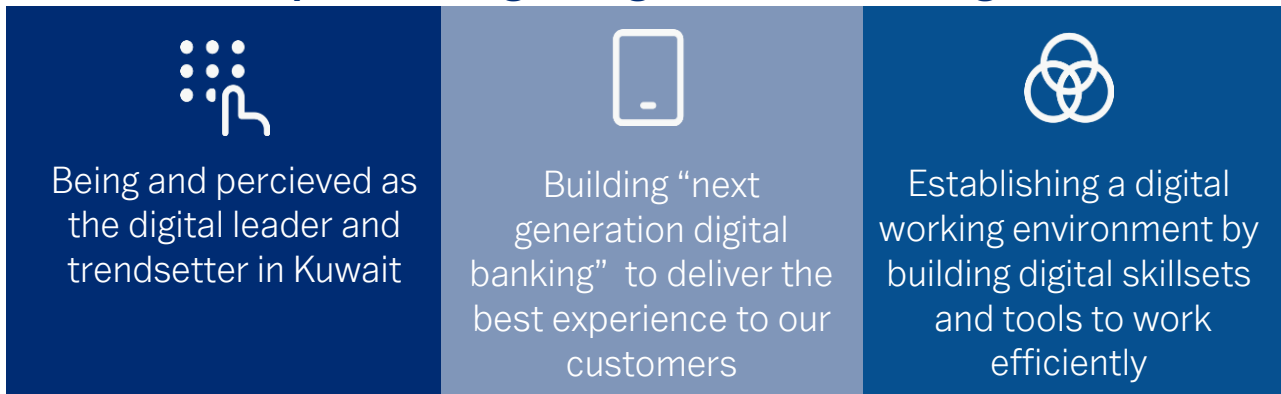 Being and percieved as
the digital leader and
trendsetter in Kuwait
Building “next
generation digital
banking”  to deliver the
best experience to our
customers
Establishing a digital
working environment by
building digital skillsets
and tools to work
efficiently